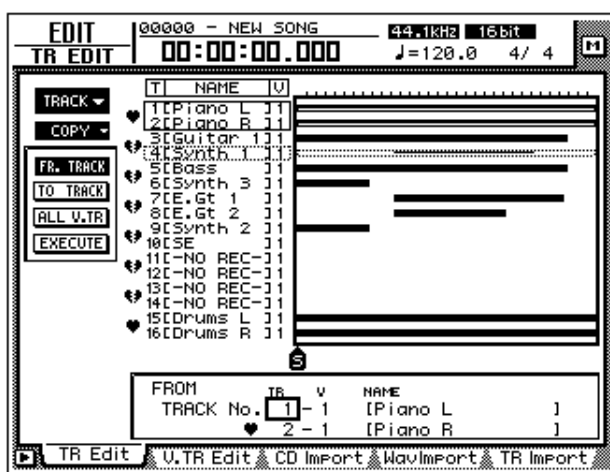 EDIT
TR EDIT
00000 - NEW SONG
00:00:00.000
44.1kHz 16bit
♩=120.0 4/ 4
M
TRACK
COPY
FR. TRACK
TO TRACK
ALL V.TR
EXECUTE
T NAME V
1[Piano L ]1
2[Piano R ]1
3[Guitar 1]1
4[Synth 1 ]1
5[Bass ]1
6[Synth 3 ]1
7[E.Gt 1 ]1
8[E.Gt 2 ]1
9[Synth 2 ]1
10[SE ]1
11[-NO REC-]1
12[-NO REC-]1
13[-NO REC-]1
14[-NO REC-]1
15[Drums L ]1
16[Drums R ]1
S
FROM TR V NAME
TRACK No. 1 - 1 [Piano L ]
2 - 1 [Piano R ]
TR Edit V.TR Edit CD Import WavImport TR Import